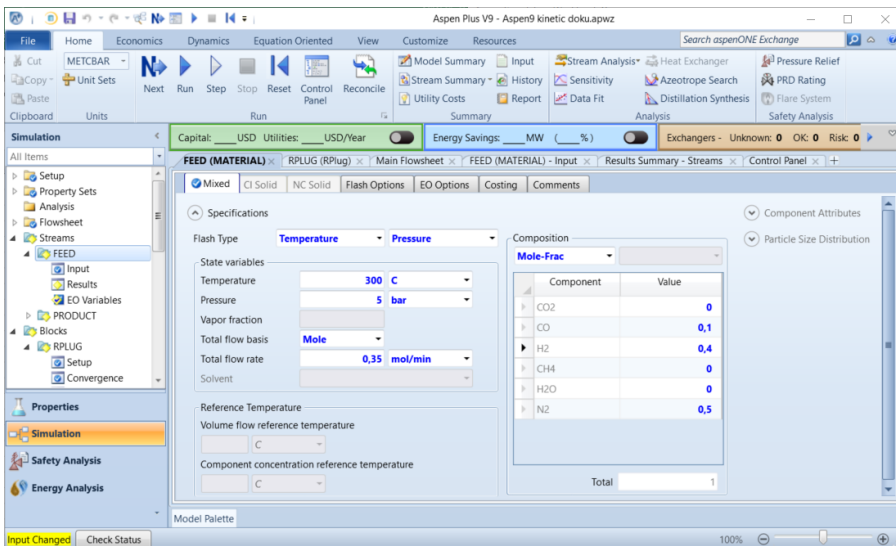 Aspen Plus V9 - Aspen9 kinetic doku.apwz
File Home Economics Dynamics Equation Oriented View Customize Resources Search aspenONE Exchange
Cut METCBAR Model Summary Input Stream Analysis Heat Exchanger Pressure Relief
Copy Unit Sets Next Run Step Stop Reset Control Panel Reconcile Stream Summary History Sensitivity Azeotrope Search PRD Rating
Paste Utility Costs Report Data Fit Distillation Synthesis Flare System
Clipboard Units Run Summary Analysis Safety Analysis
Simulation Capital: ____USD Utilities: ____USD/Year Energy Savings: ____MW (____%) Exchangers - Unknown: 0 OK: 0 Risk: 0
All Items FEED (MATERIAL) RPLUG (RPlug) Main Flowsheet FEED (MATERIAL) - Input Results Summary - Streams Control Panel +
Setup
Property Sets
Analysis
Flowsheet
Streams
FEED
Input
Results
EO Variables
PRODUCT
Blocks
RPLUG
Setup
Convergence
Properties
Simulation
Safety Analysis
Energy Analysis
Mixed CI Solid NC Solid Flash Options EO Options Costing Comments
Specifications
Flash Type Temperature Pressure
State variables
Temperature 300 C
Pressure 5 bar
Vapor fraction
Total flow basis Mole
Total flow rate 0,35 mol/min
Solvent
Reference Temperature
Volume flow reference temperature
C
Component concentration reference temperature
C
Composition
Mole-Frac
Component Value
CO2 0
CO 0,1
H2 0,4
CH4 0
H2O 0
N2 0,5
Total 1
Component Attributes
Particle Size Distribution
Model Palette
Input Changed Check Status 100%